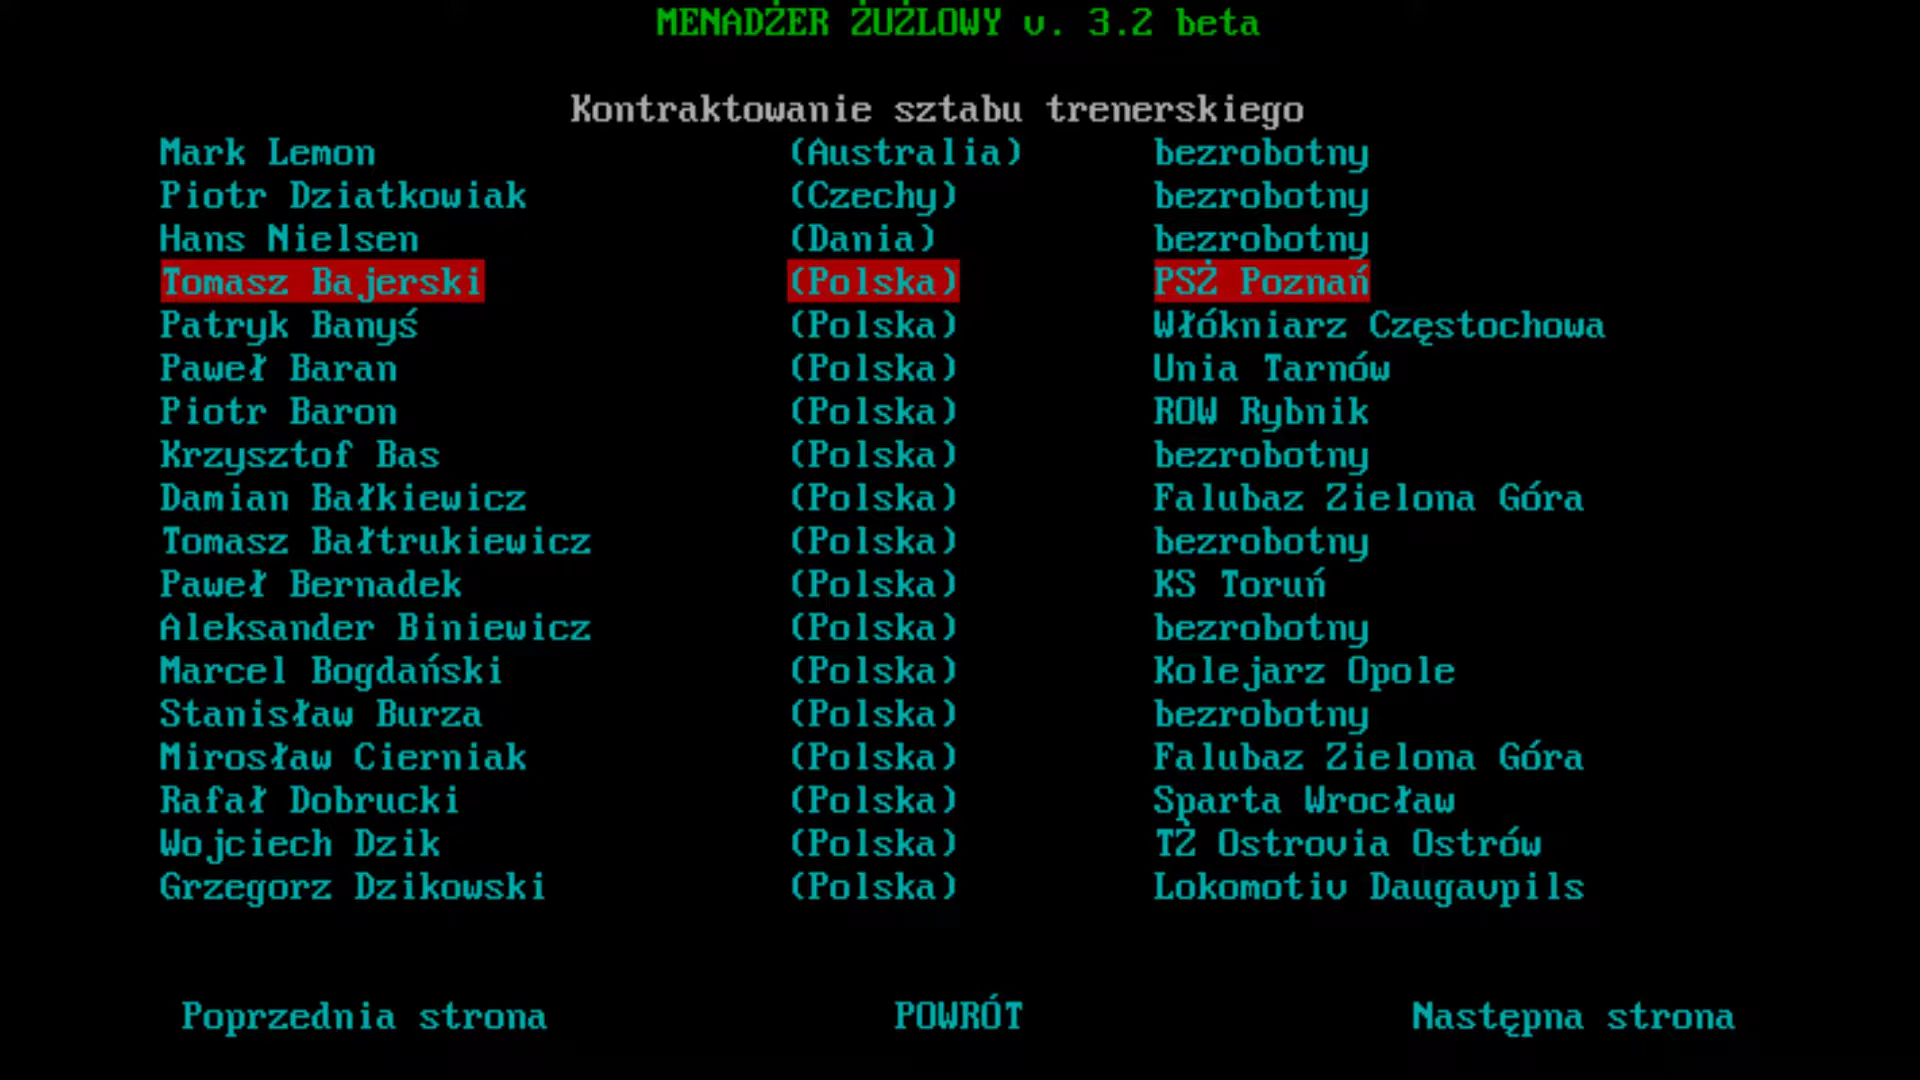 MENADŻER ŻUŻLOWY v. 3.2 beta
Kontraktowanie sztabu trenerskiego
Mark Lemon (Australia) bezrobotny
Piotr Dziatkowiak (Czechy) bezrobotny
Hans Nielsen (Dania) bezrobotny
Tomasz Bajerski (Polska) PSŻ Poznań
Patryk Banyś (Polska) Włókniarz Częstochowa
Paweł Baran (Polska) Unia Tarnów
Piotr Baron (Polska) ROW Rybnik
Krzysztof Bas (Polska) bezrobotny
Damian Bałkiewicz (Polska) Falubaz Zielona Góra
Tomasz Bałtrukiewicz (Polska) bezrobotny
Paweł Bernadek (Polska) KS Toruń
Aleksander Biniewicz (Polska) bezrobotny
Marcel Bogdański (Polska) Kolejarz Opole
Stanisław Burza (Polska) bezrobotny
Mirosław Cierniak (Polska) Falubaz Zielona Góra
Rafał Dobrucki (Polska) Sparta Wrocław
Wojciech Dzik (Polska) TŻ Ostrovia Ostrów
Grzegorz Dzikowski (Polska) Lokomotiv Daugavpils
Poprzednia strona POWRÓT Następna strona